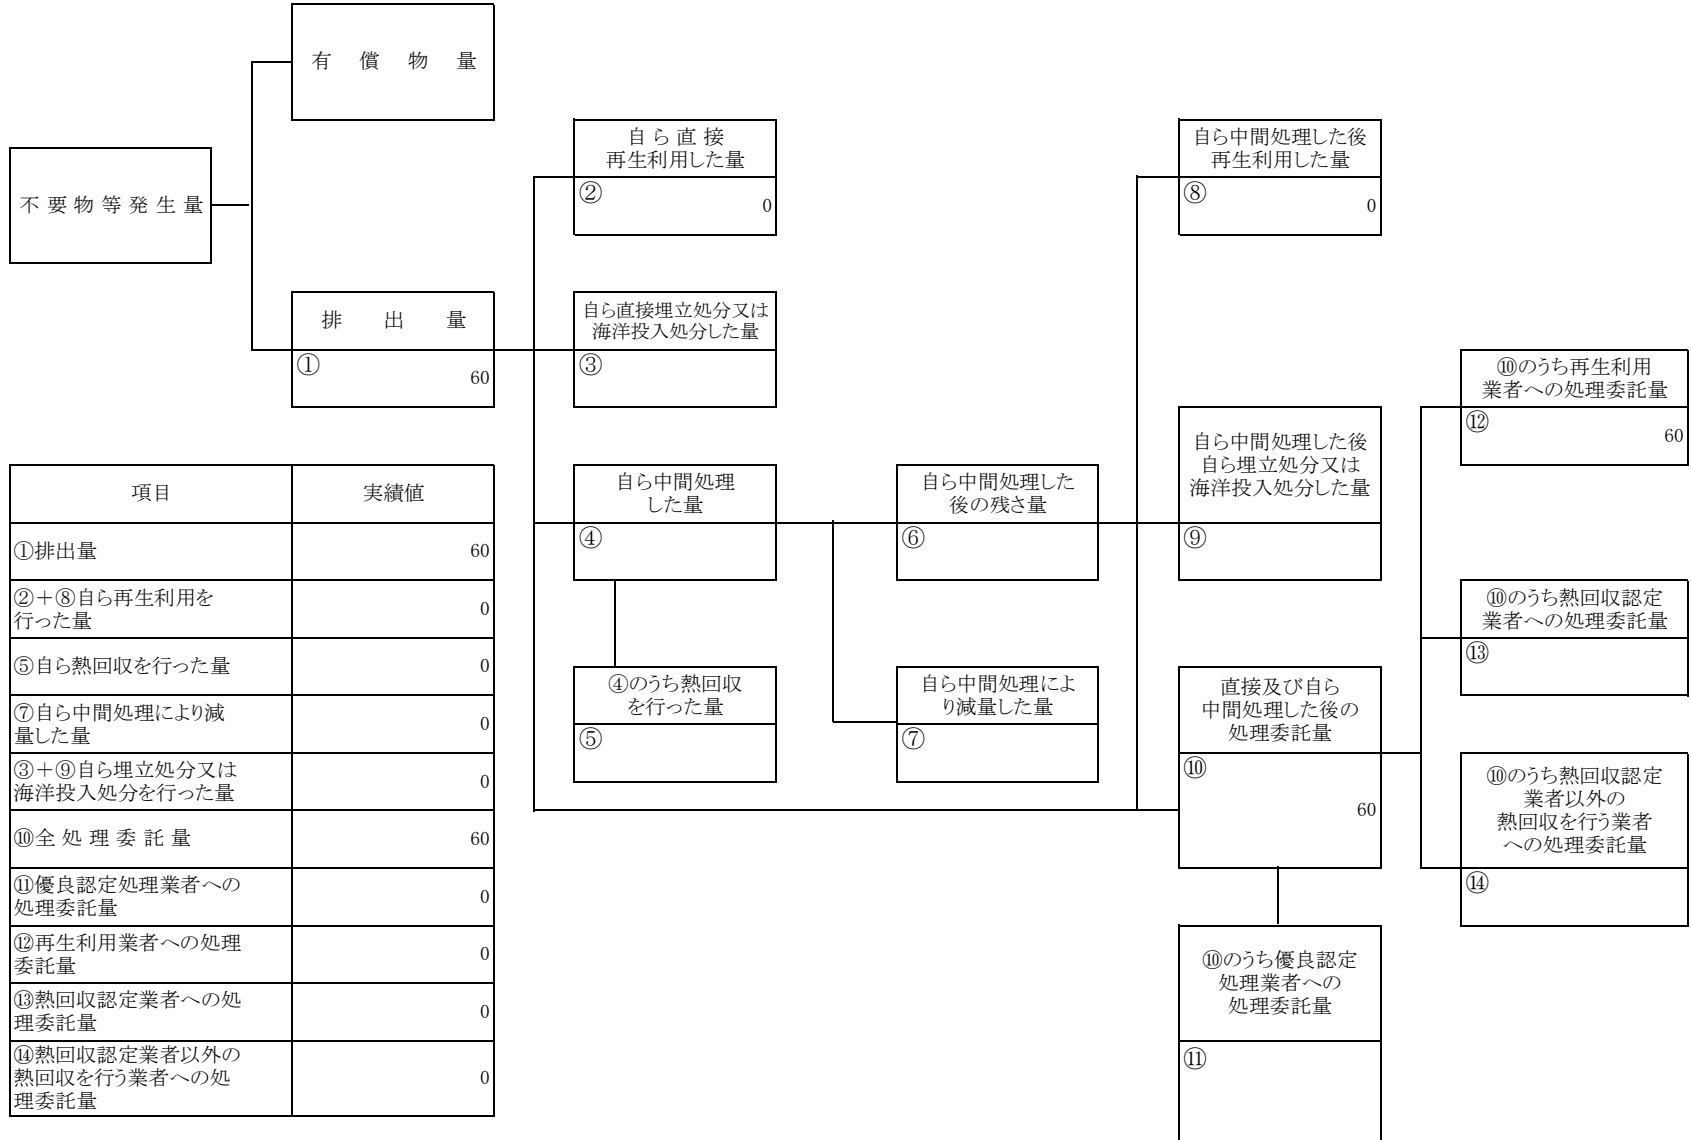 有償物量
不要物等発生量
排出量
①
60
自ら直接
再生利用した量
②
0
自ら直接埋立処分又は
海洋投入処分した量
③
自ら中間処理
した量
④
④のうち熱回収
を行った量
⑤
自ら中間処理した
後の残さ量
⑥
自ら中間処理によ
り減量した量
⑦
自ら中間処理した後
再生利用した量
⑧
0
自ら中間処理した後
自ら埋立処分又は
海洋投入処分した量
⑨
直接及び自ら
中間処理した後の
処理委託量
⑩
60
⑩のうち優良認定
処理業者への
処理委託量
⑪
⑩のうち再生利用
業者への処理委託量
⑫
60
⑩のうち熱回収認定
業者への処理委託量
⑬
⑩のうち熱回収認定
業者以外の
熱回収を行う業者
への処理委託量
⑭
項目 実績値
①排出量 60
②＋⑧自ら再生利用を
行った量 0
⑤自ら熱回収を行った量 0
⑦自ら中間処理により減
量した量 0
③＋⑨自ら埋立処分又は
海洋投入処分を行った量 0
⑩全処理委託量 60
⑪優良認定処理業者への
処理委託量 0
⑫再生利用業者への処理
委託量 0
⑬熱回収認定業者への処
理委託量 0
⑭熱回収認定業者以外の
熱回収を行う業者への処
理委託量 0